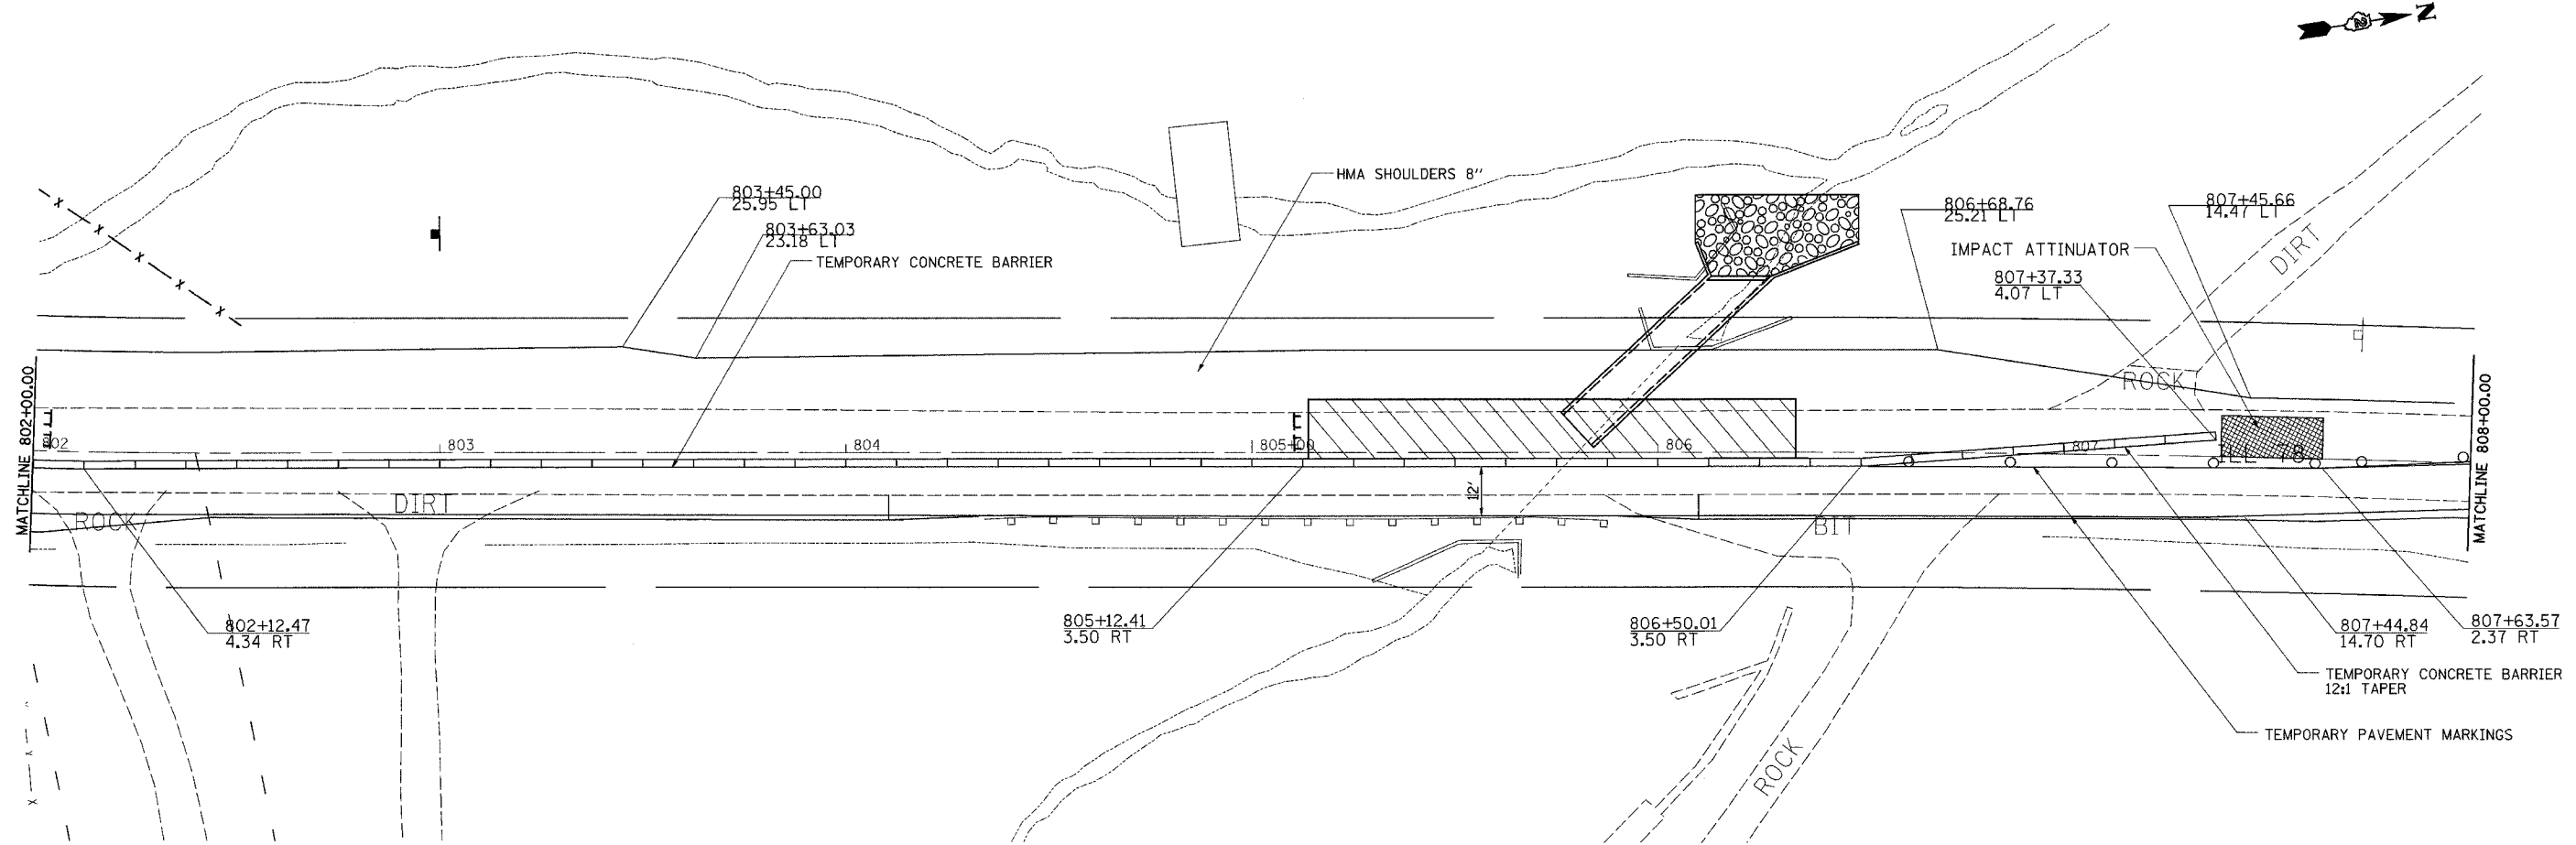 N
HMA SHOULDERS 8"
803+45.00
25.95 LT
803+63.03
23.18 LT
TEMPORARY CONCRETE BARRIER
806+68.76
25.21 LT
807+45.66
14.47 LT
IMPACT ATTINUATOR
807+37.33
4.07 LT
DIRT
ROCK
MATCHLINE 802+00.00
802
803
804
805+00
806
807
ILL 78
MATCHLINE 808+00.00
12'
DIRT
ROCK
BIT
802+12.47
4.34 RT
805+12.41
3.50 RT
806+50.01
3.50 RT
807+44.84
14.70 RT
807+63.57
2.37 RT
TEMPORARY CONCRETE BARRIER
12:1 TAPER
TEMPORARY PAVEMENT MARKINGS
ROCK